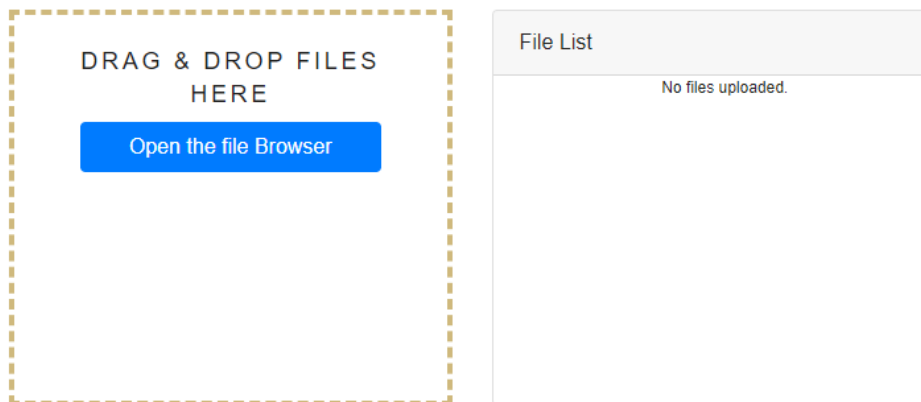 DRAG & DROP FILES
HERE
Open the file Browser
File List
No files uploaded.